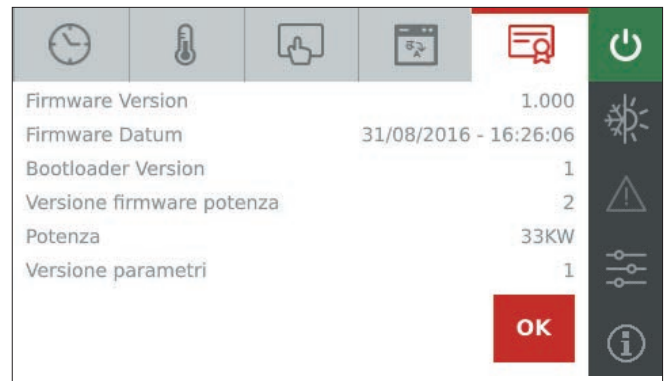 Firmware Version 1.000
Firmware Datum 31/08/2016 - 16:26:06
Bootloader Version 1
Versione firmware potenza 2
Potenza 33KW
Versione parametri 1
OK